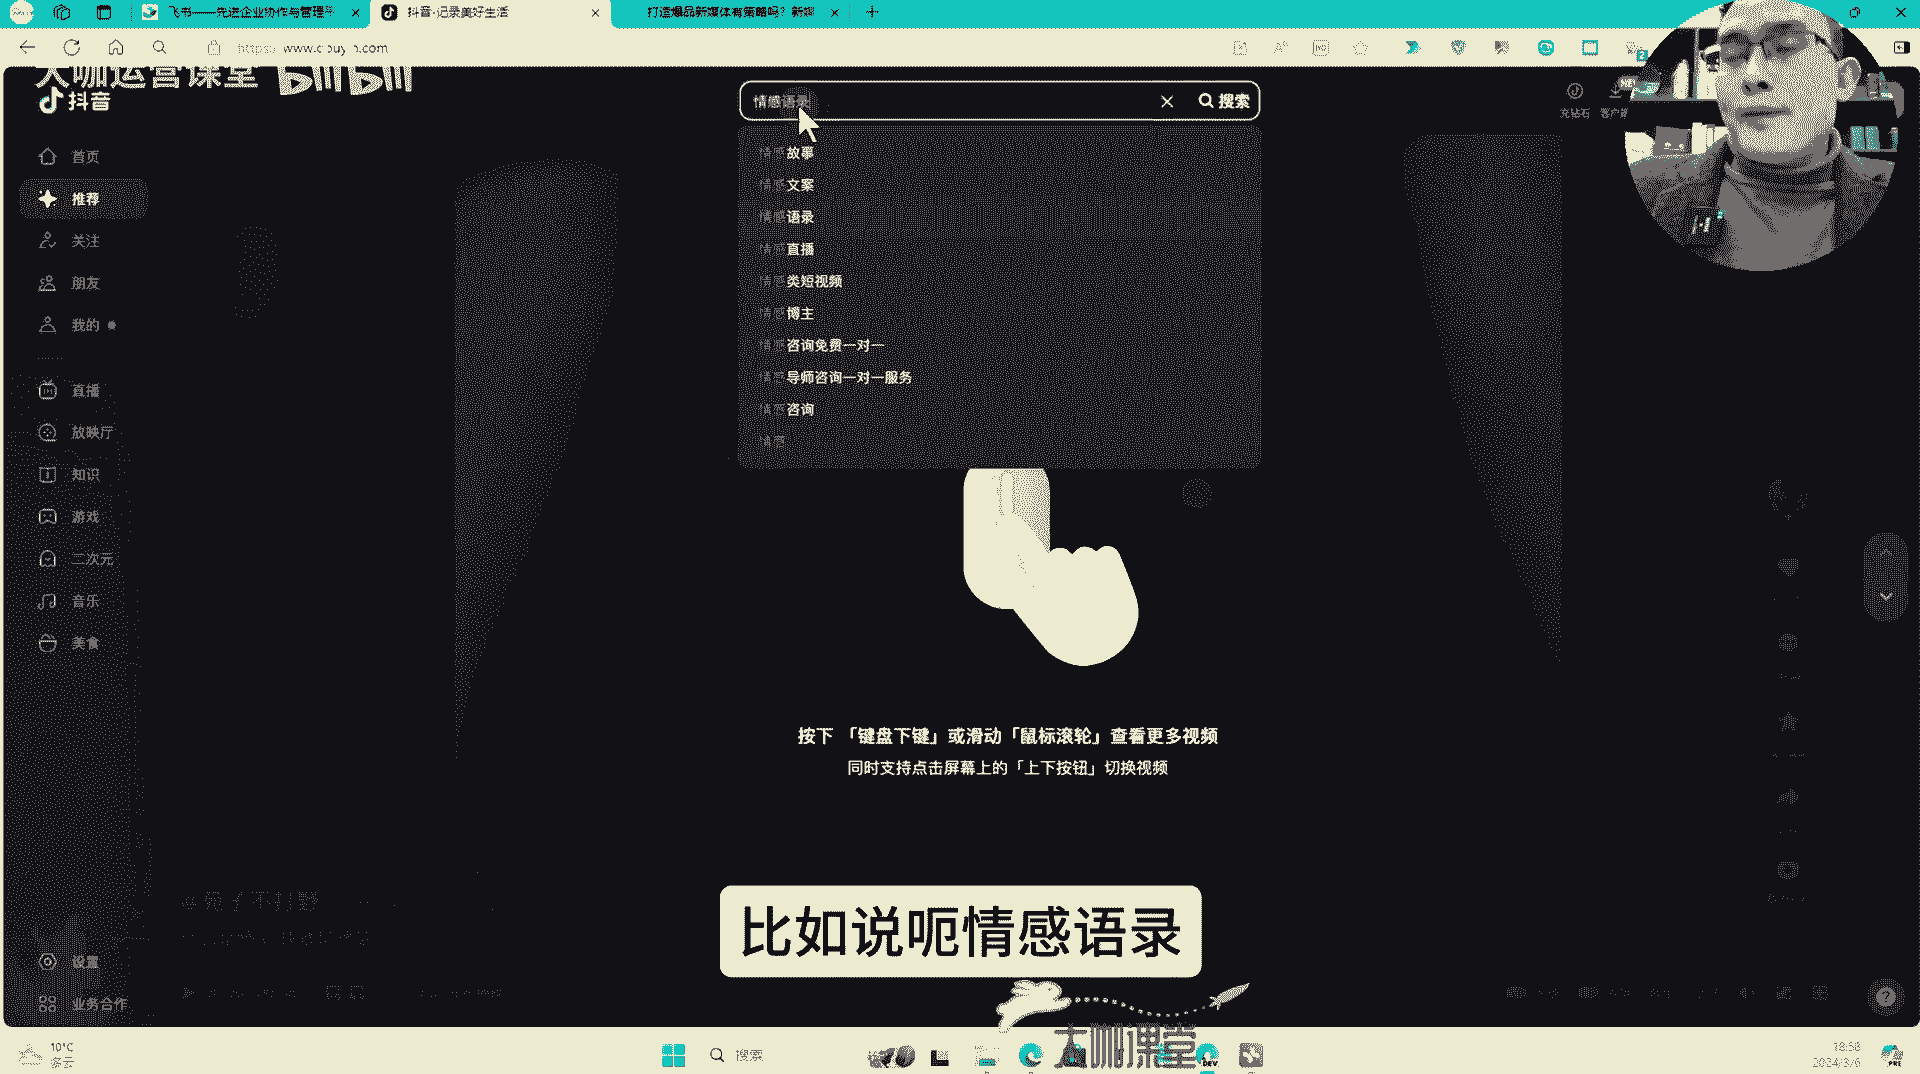 飞书——先进企业协作与管理平
抖音-记录美好生活
打造爆品新媒体有策略吗？新媒
大咖运营课堂 bilibili
抖音
情感语录
搜索
充钻石
情感故事
情感文案
情感语录
情感直播
情感类短视频
情感博主
情感咨询免费一对一
情感导师咨询一对一服务
情感咨询
情感
首页
推荐
关注
朋友
我的
直播
放映厅
知识
游戏
二次元
音乐
美食
设置
业务合作
按下 「键盘下键」或滑动「鼠标滚轮」查看更多视频
同时支持点击屏幕上的「上下按钮」切换视频
比如说呃情感语录
大咖课堂
10°C
多云
搜索
2024/3/6